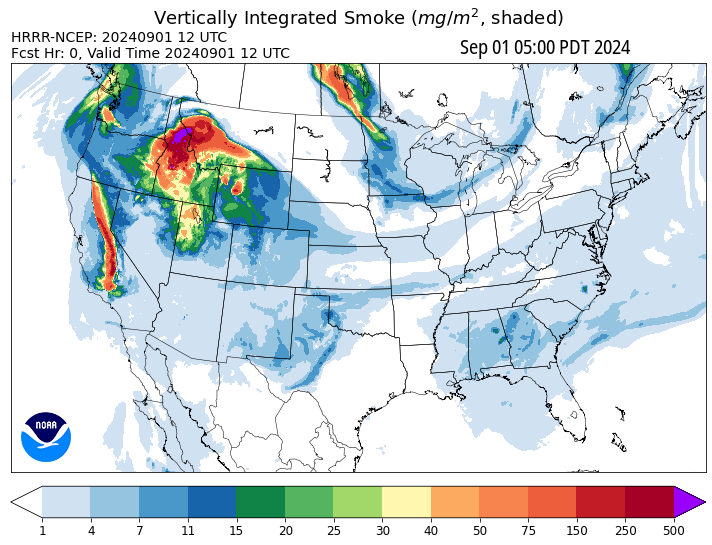 Vertically Integrated Smoke (mg/m², shaded)
HRRR-NCEP: 20240901 12 UTC
Fcst Hr: 0, Valid Time 20240901 12 UTC
Sep 01 05:00 PDT 2024
NOAA
1 4 7 11 15 20 25 30 40 50 75 150 250 500